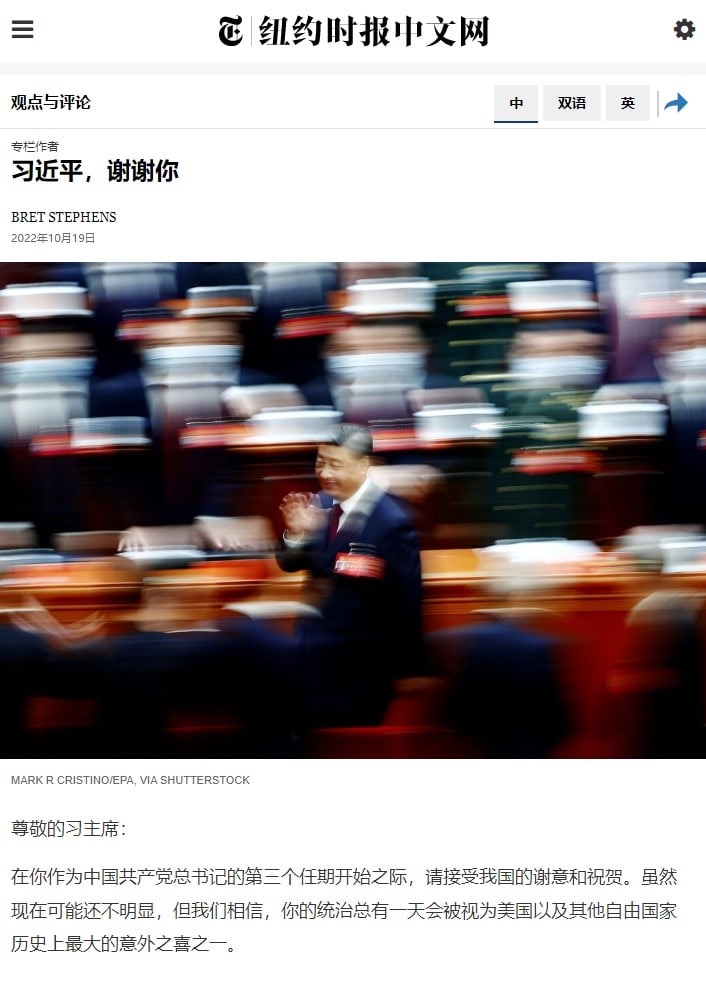 纽约时报中文网
观点与评论
中 双语 英
专栏作者
习近平，谢谢你
BRET STEPHENS
2022年10月19日
MARK R CRISTINO/EPA, VIA SHUTTERSTOCK
尊敬的习主席：
在你作为中国共产党总书记的第三个任期开始之际，请接受我国的谢意和祝贺。虽然
现在可能还不明显，但我们相信，你的统治总有一天会被视为美国以及其他自由国家
历史上最大的意外之喜之一。